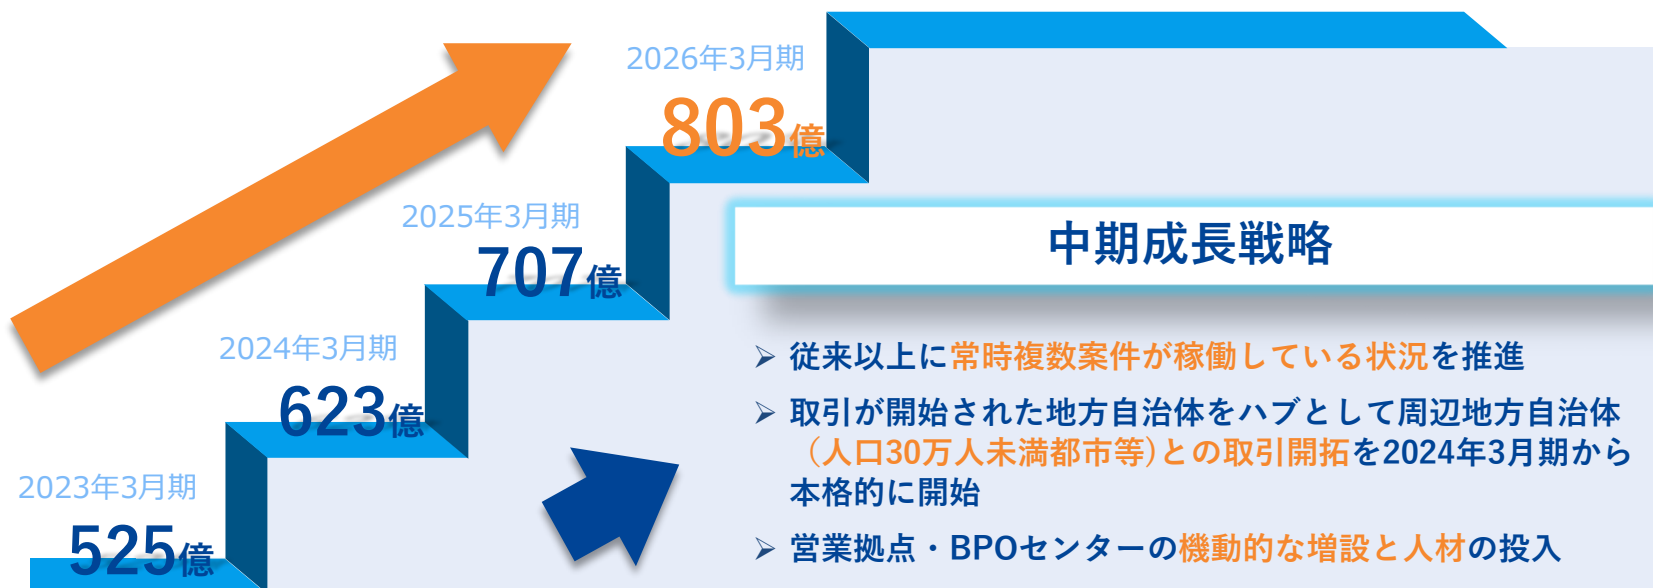 2026年3月期
803億
2025年3月期
707億
2024年3月期
623億
2023年3月期
525億
中期成長戦略
➢ 従来以上に常時複数案件が稼働している状況を推進
➢ 取引が開始された地方自治体をハブとして周辺地方自治体
（人口30万人未満都市等)との取引開拓を2024年3月期から
本格的に開始
➢ 営業拠点・BPOセンターの機動的な増設と人材の投入